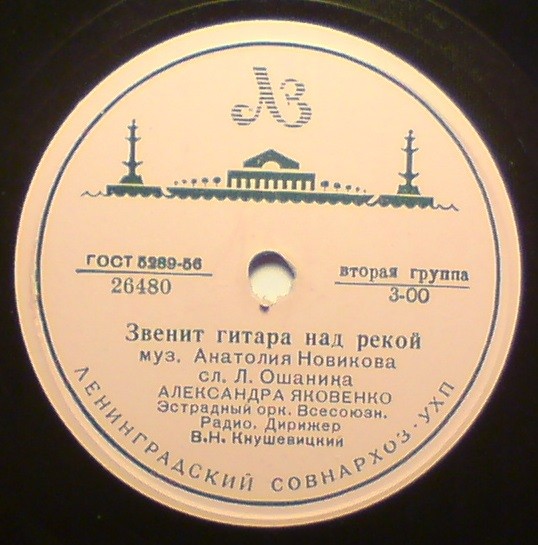 ЛЗ
ГОСТ 5289-56
26480
вторая группа
3-00
Звенит гитара над рекой
муз. Анатолия Новикова
сл. Л. Ошанина
АЛЕКСАНДРА ЯКОВЕНКО
Эстрадный орк. Всесоюзн.
Радио. Дирижер
В.Н. Кнушевицкий
ЛЕНИНГРАДСКИЙ СОВНАРХОЗ·УХП